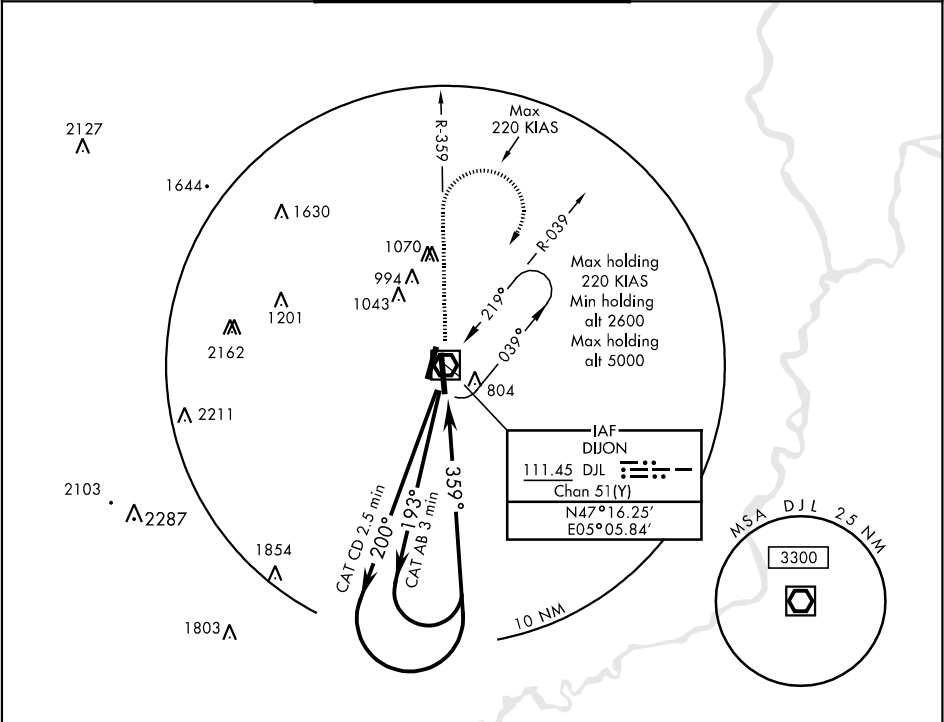 Max
220 KIAS
2127
R-359
1644
1630
R-039
1070
994
1043
219°
Max holding
220 KIAS
Min holding
alt 2600
Max holding
alt 5000
1201
2162
039°
804
2211
IAF
DIJON
111.45 DJL
Chan 51(Y)
N47°16.25'
E05°05.84'
359°
2103
2287
CAT CD 2.5 min
200°
193°
CAT AB 3 min
MSA DJL 25 NM
3300
1854
10 NM
1803